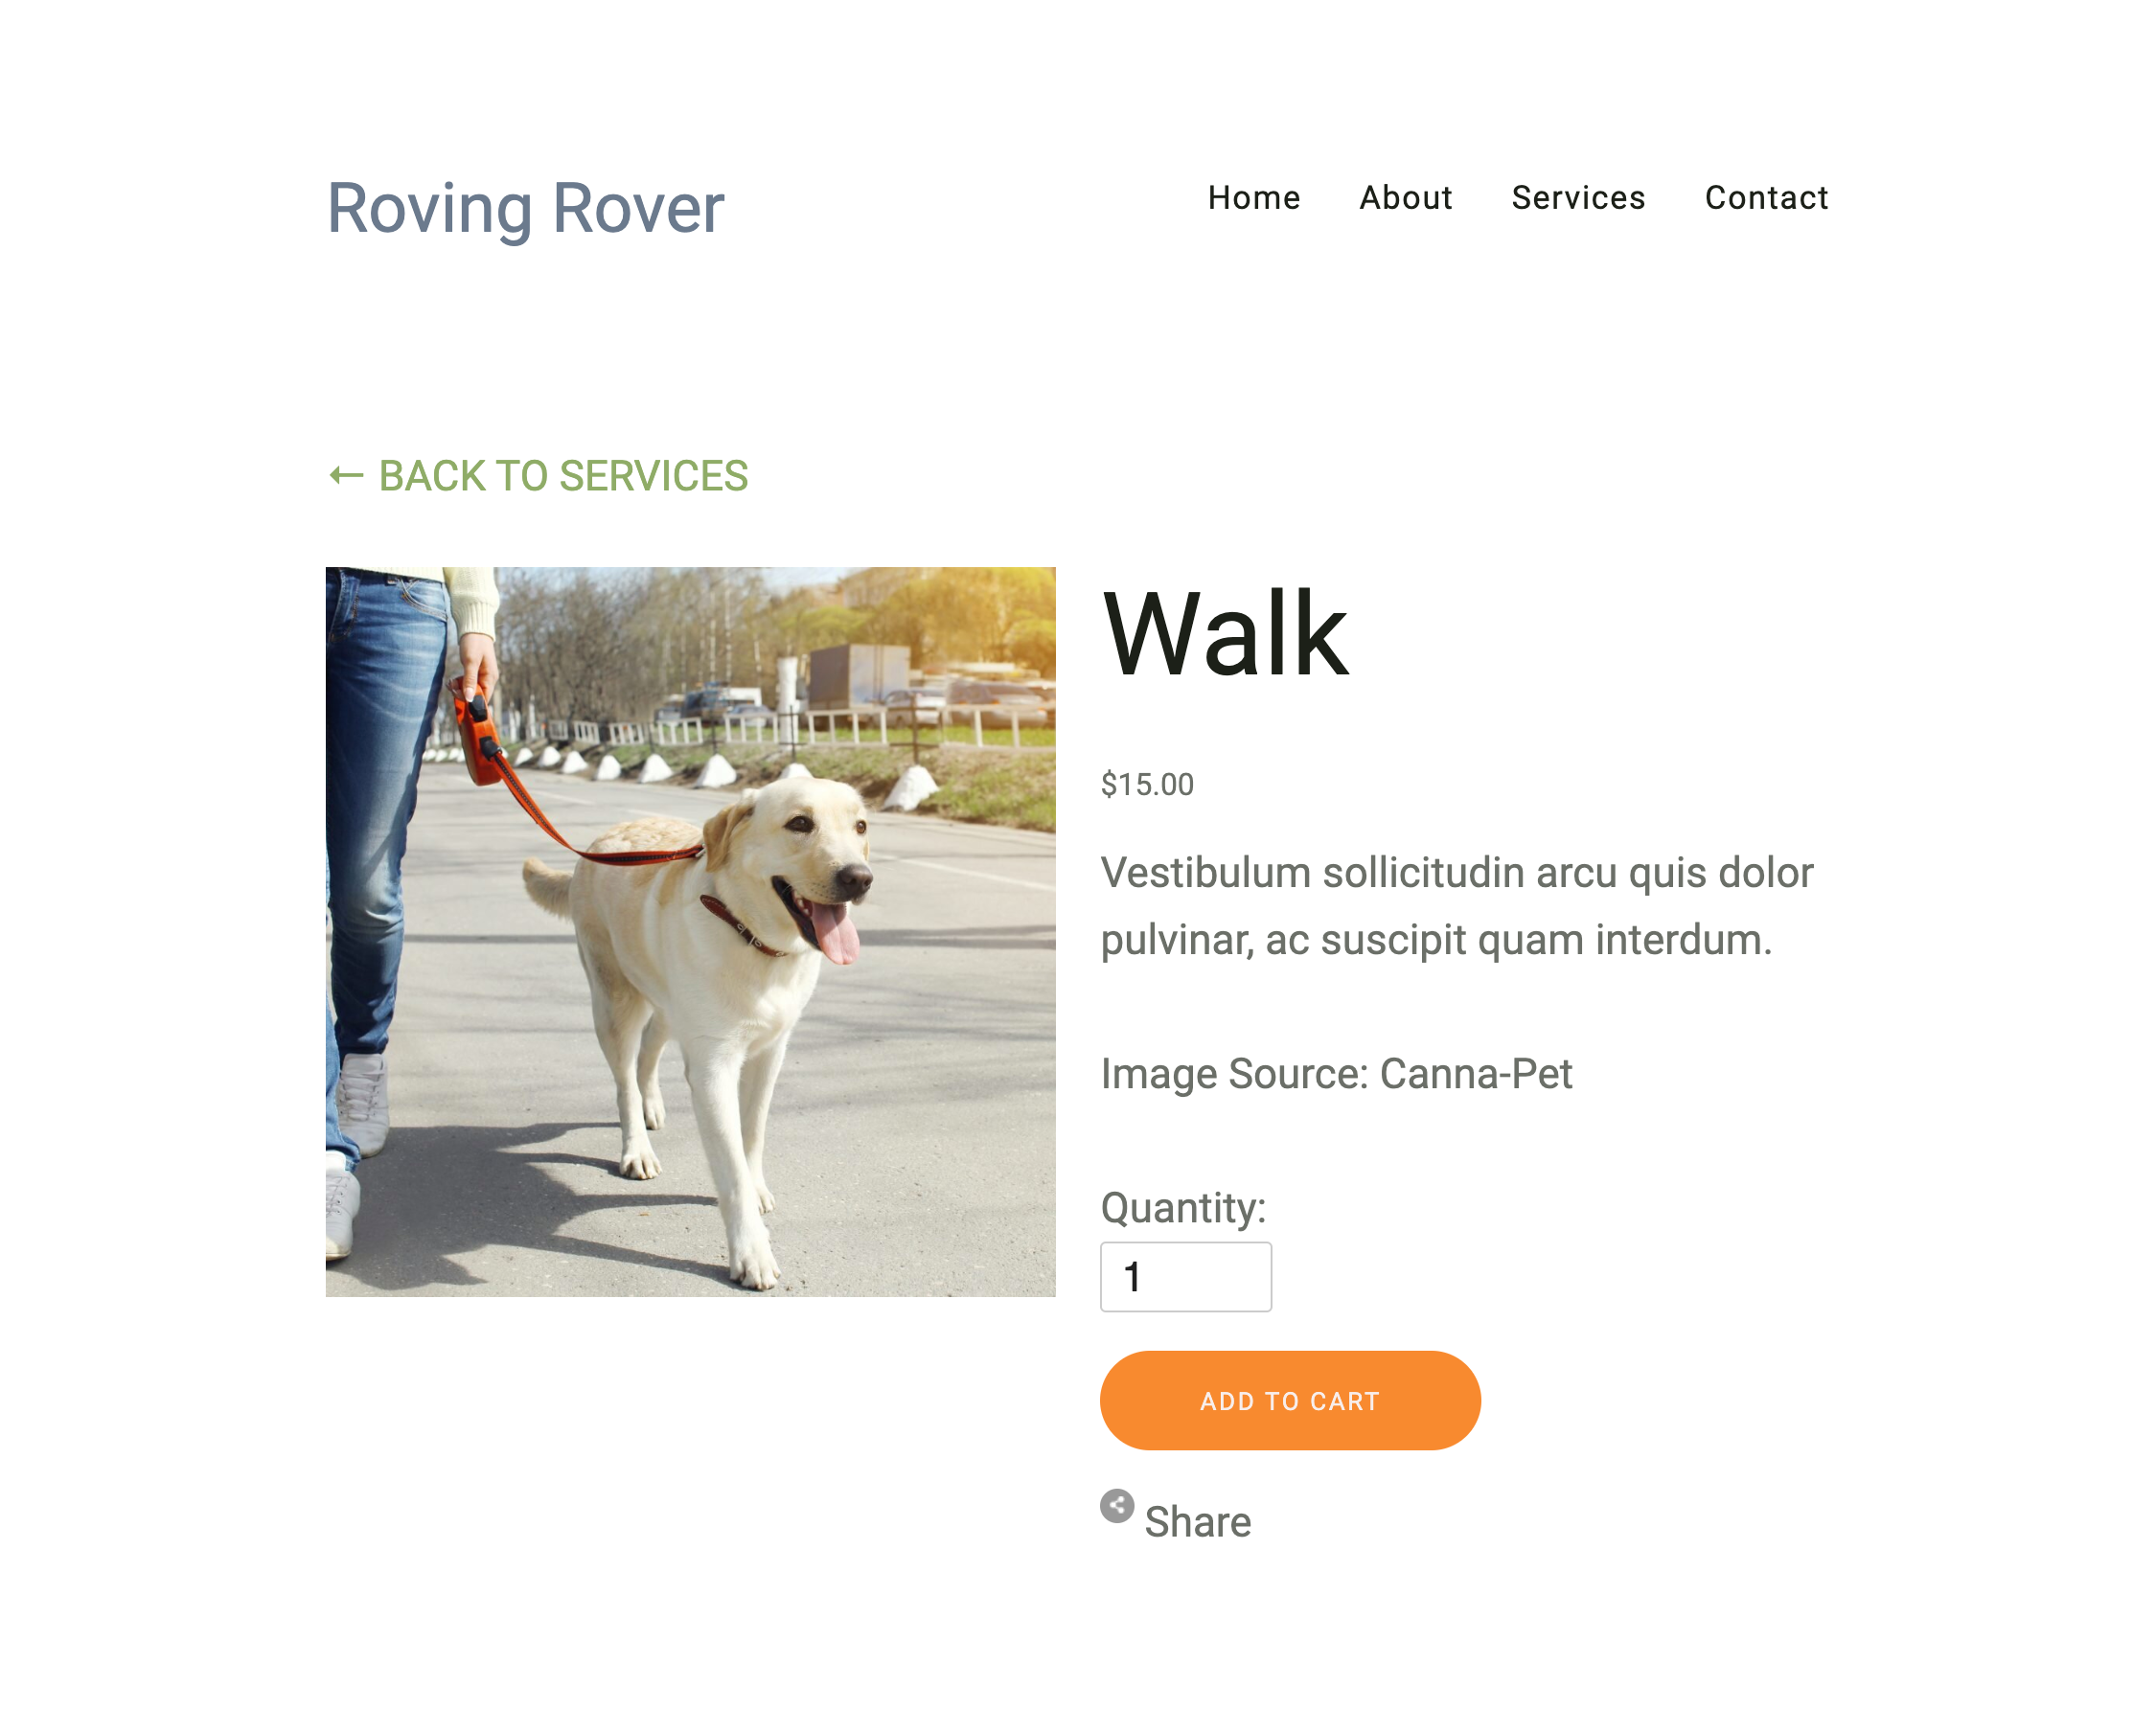 Roving Rover
Home About Services Contact
← BACK TO SERVICES
Walk
$15.00
Vestibulum sollicitudin arcu quis dolor
pulvinar, ac suscipit quam interdum.
Image Source: Canna-Pet
Quantity:
1
ADD TO CART
Share